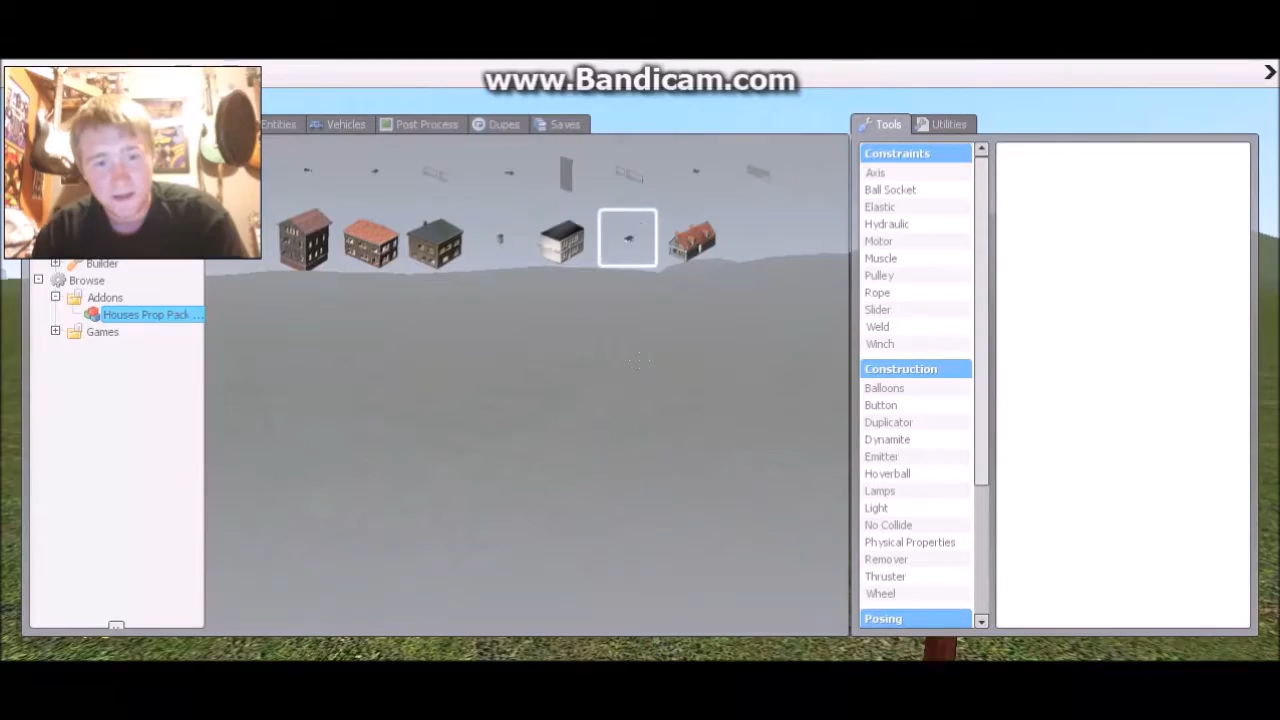 www.Bandicam.com
Entities Vehicles Post Process Dupes Saves
Tools Utilities
Builder
Browse
Addons
Houses Prop Pack ...
Games
Constraints
Axis
Ball Socket
Elastic
Hydraulic
Motor
Muscle
Pulley
Rope
Slider
Weld
Winch
Construction
Balloons
Button
Duplicator
Dynamite
Emitter
Hoverball
Lamps
Light
No Collide
Physical Properties
Remover
Thruster
Wheel
Posing